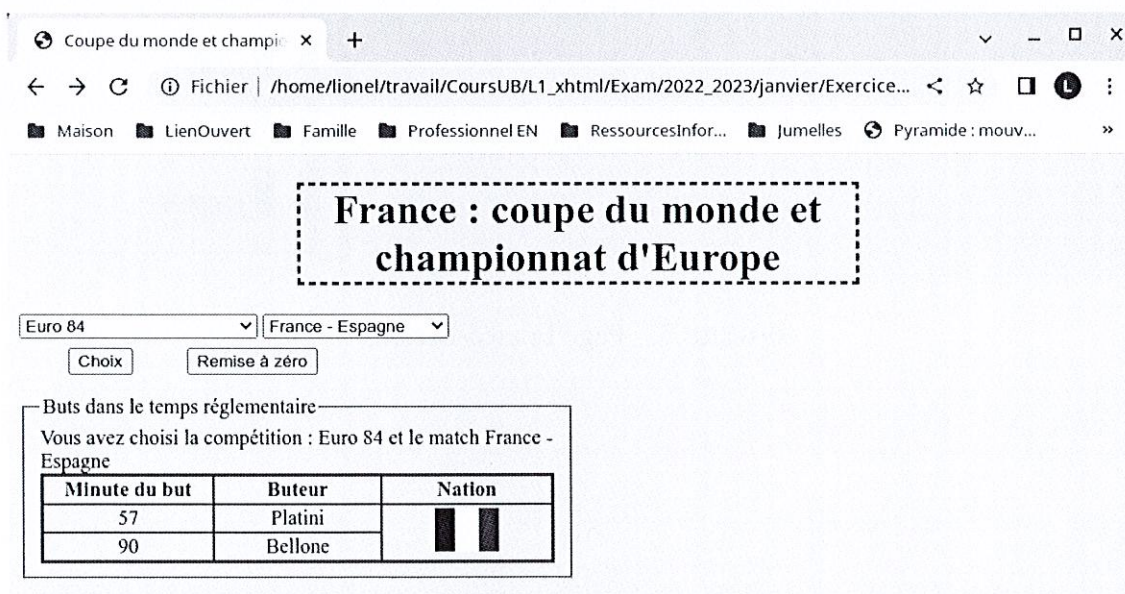 Coupe du monde et champi
Fichier | /home/lionel/travail/CoursUB/L1_xhtml/Exam/2022_2023/janvier/Exercice...
L
Maison LienOuvert Famille Professionnel EN RessourcesInfor... Jumelles Pyramide : mouv... »
France : coupe du monde et
championnat d'Europe
Euro 84 France - Espagne
Choix Remise à zéro
Buts dans le temps réglementaire
Vous avez choisi la compétition : Euro 84 et le match France -
Espagne
Minute du but Buteur Nation
57 Platini
90 Bellone